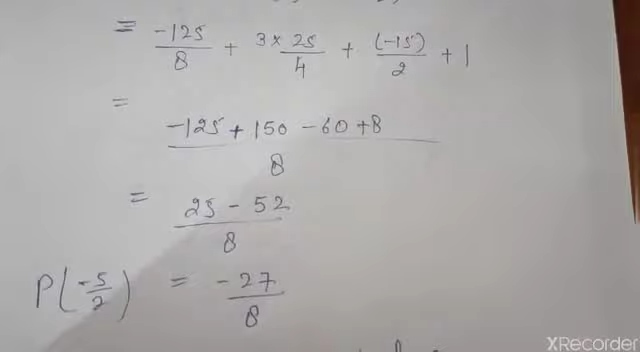 = -125/8 + 3×25/4 + (-15)/2 + 1
= (-125 + 150 - 60 + 8)/8
= (25 - 52)/8
P(-5/2) = -27/8
XRecorder